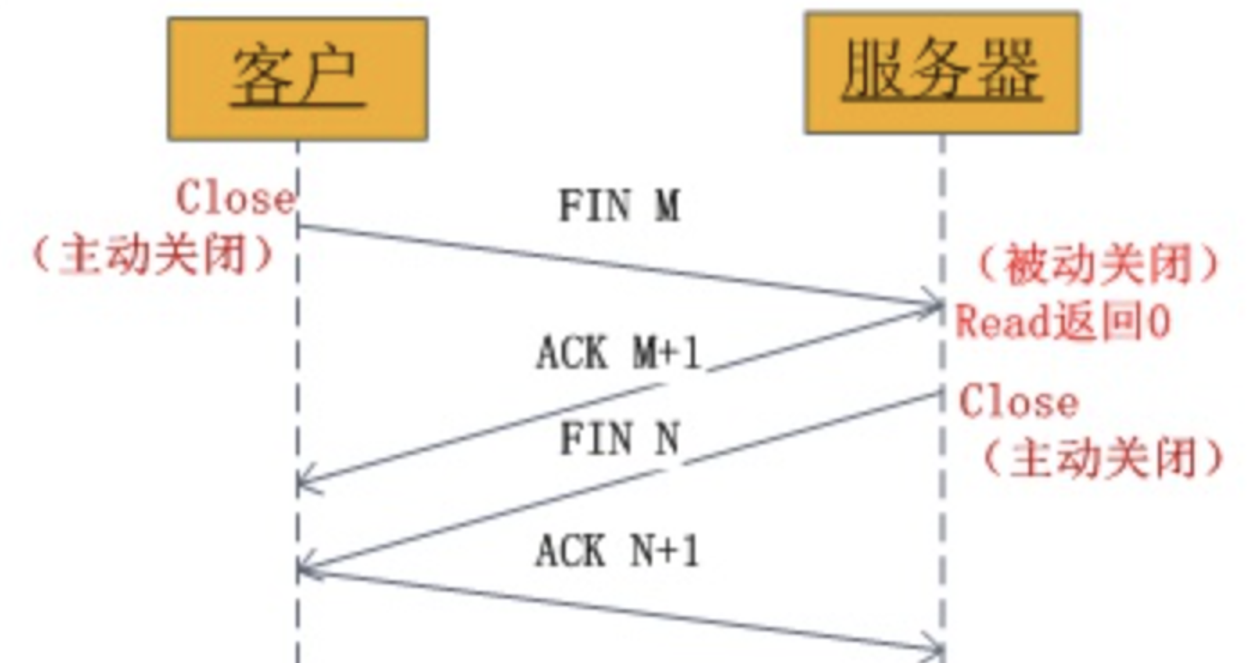 客户
服务器
Close
(主动关闭)
FIN M
(被动关闭)
Read返回0
ACK M+1
Close
(主动关闭)
FIN N
ACK N+1